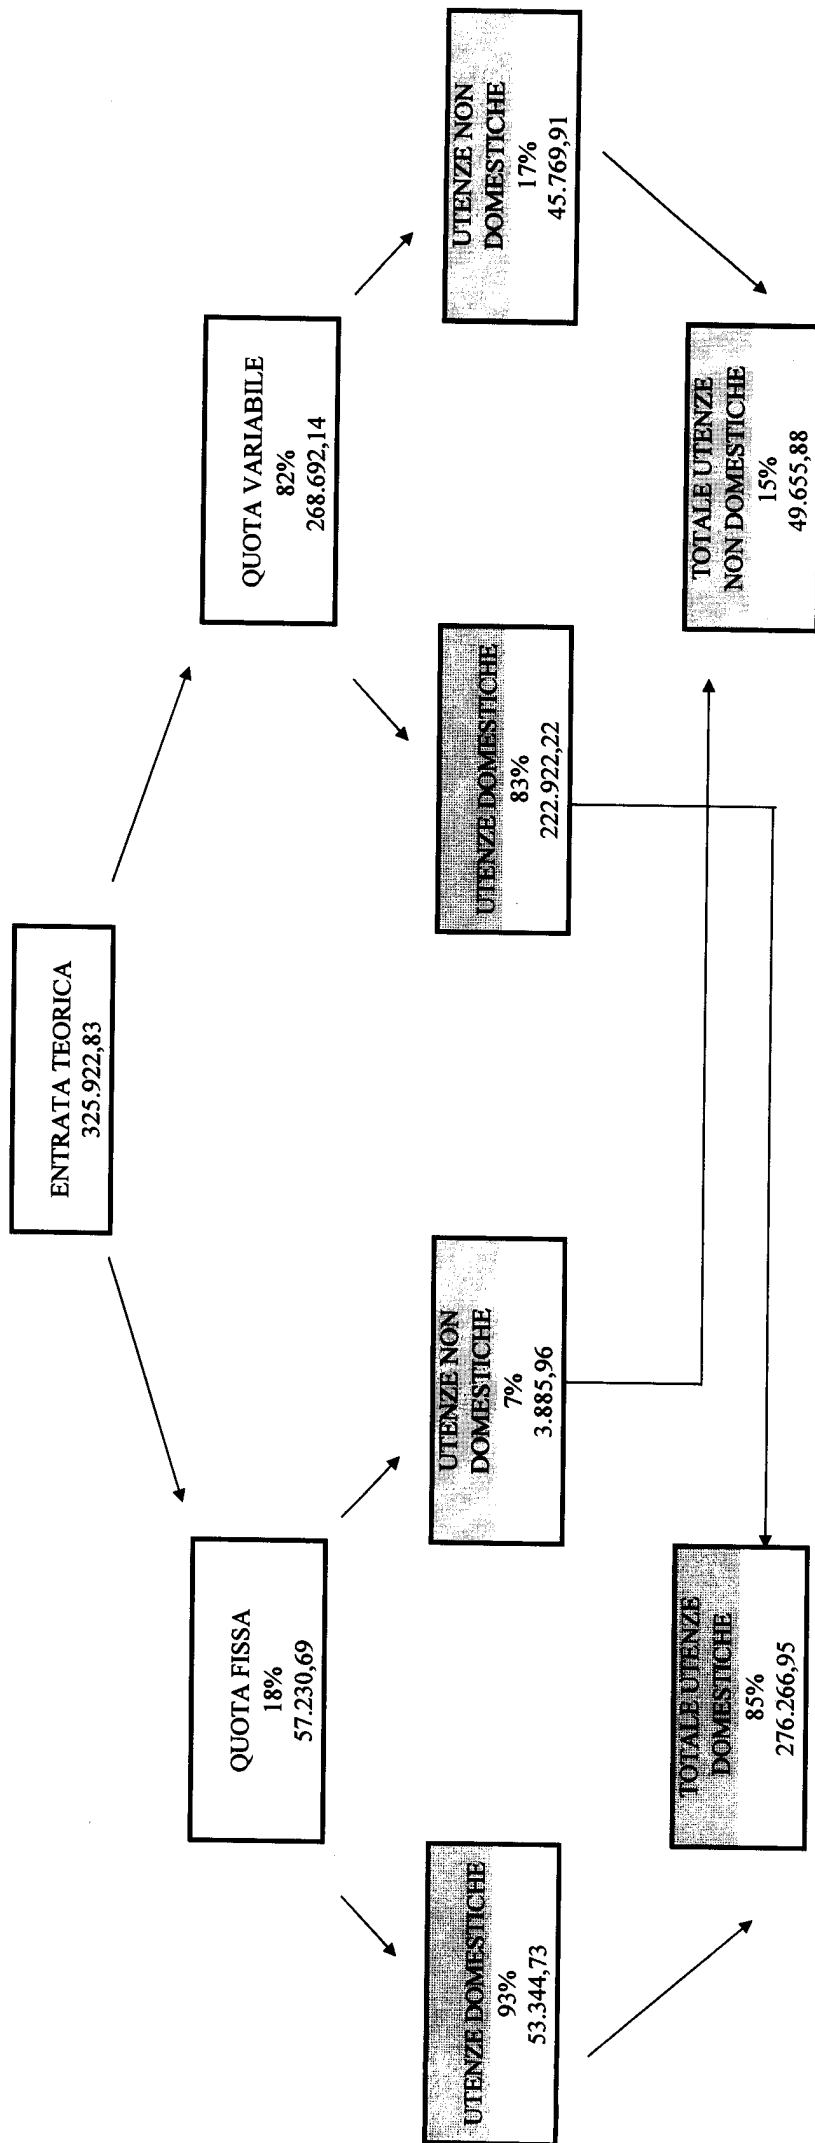 ENTRATA TEORICA
325.922,83
QUOTA FISSA
18%
57.230,69
QUOTA VARIABILE
82%
268.692,14
UTENZE DOMESTICHE
93%
53.344,73
UTENZE NON
DOMESTICHE
7%
3.885,96
UTENZE DOMESTICHE
83%
222.922,22
UTENZE NON
DOMESTICHE
17%
45.769,91
TOTALE UTENZE
DOMESTICHE
85%
276.266,95
TOTALE UTENZE
NON DOMESTICHE
15%
49.655,88